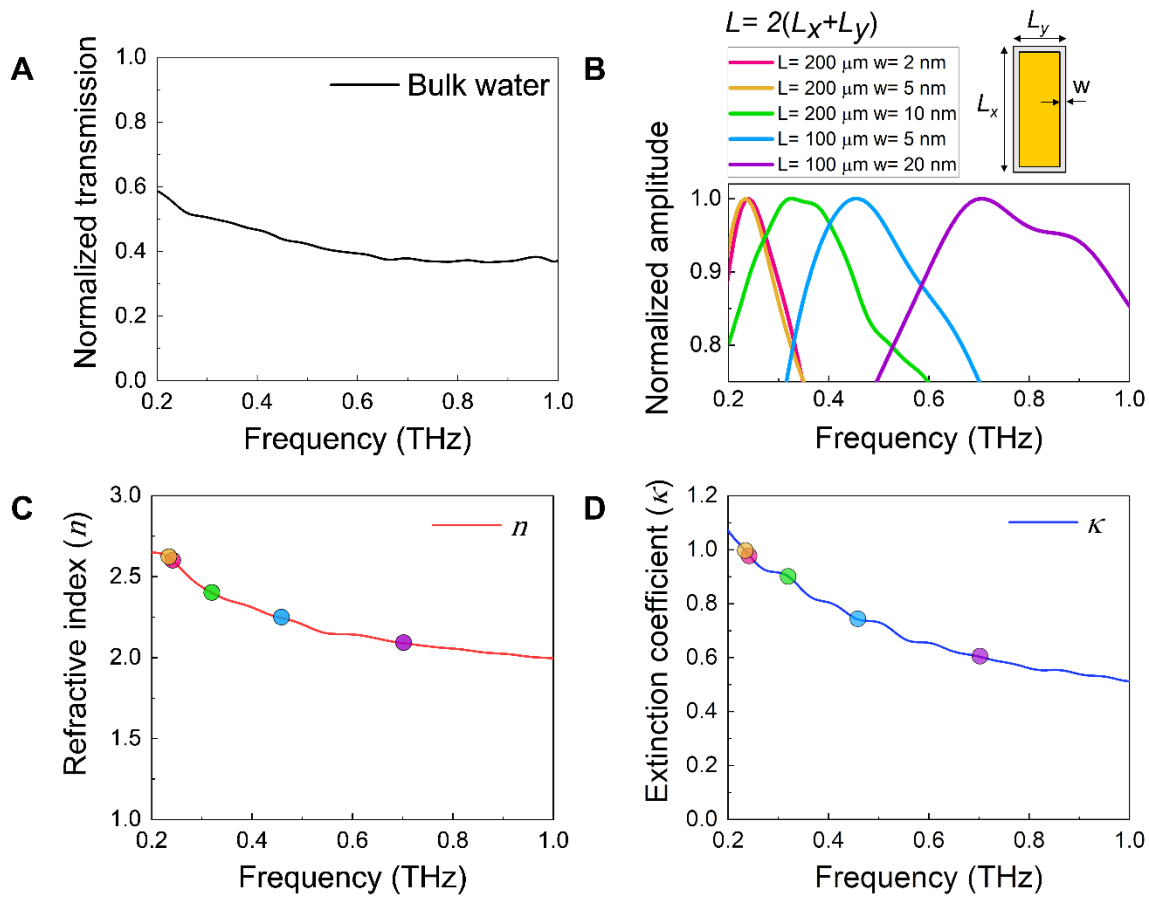 A
Normalized transmission
1.0
0.8
0.6
0.4
0.2
0.0
Bulk water
0.2 0.4 0.6 0.8 1.0
Frequency (THz)
B
L= 2(Lx+Ly)
L= 200 μm w= 2 nm
L= 200 μm w= 5 nm
L= 200 μm w= 10 nm
L= 100 μm w= 5 nm
L= 100 μm w= 20 nm
Ly
Lx
w
Normalized amplitude
1.0
0.9
0.8
0.2 0.4 0.6 0.8 1.0
Frequency (THz)
C
Refractive index (n)
3.0
2.5
2.0
1.5
1.0
n
0.2 0.4 0.6 0.8 1.0
Frequency (THz)
D
Extinction coefficient (κ)
1.2
1.0
0.8
0.6
0.4
0.2
0.0
κ
0.2 0.4 0.6 0.8 1.0
Frequency (THz)